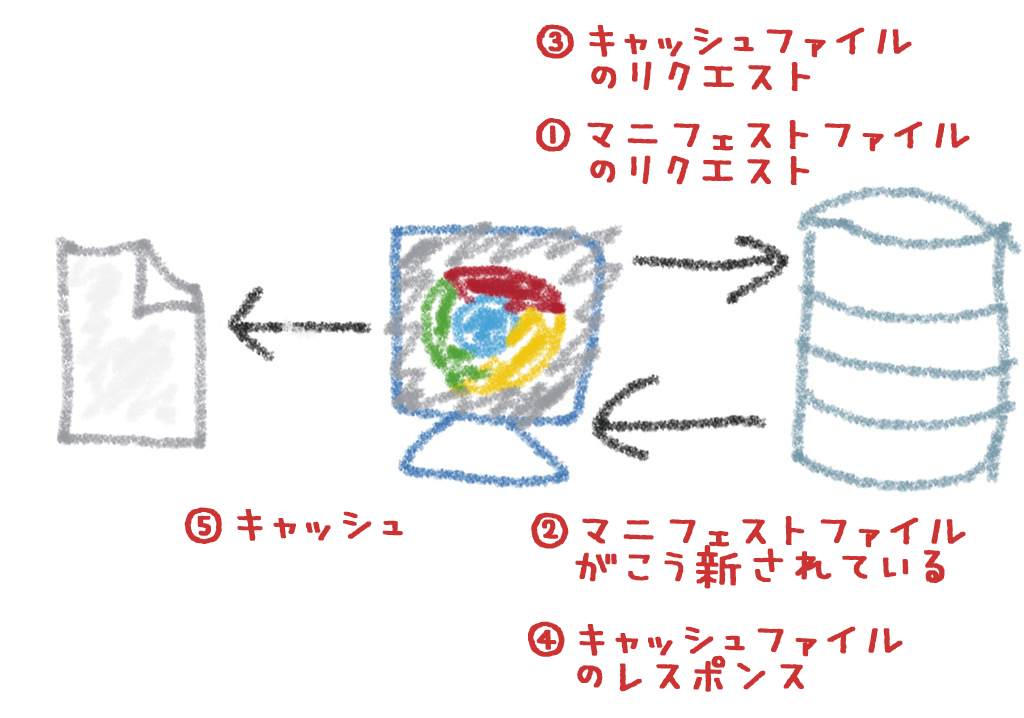 ③ キャッシュファイル
のリクエスト
① マニフェストファイル
のリクエスト
⑤ キャッシュ
② マニフェストファイル
がこう新されている
④ キャッシュファイル
のレスポンス